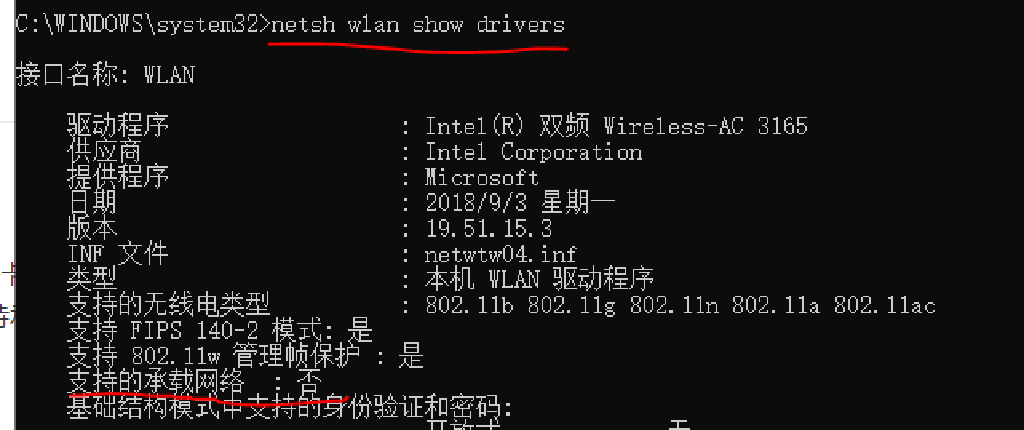 C:\WINDOWS\system32>netsh wlan show drivers
接口名称: WLAN
驱动程序 : Intel(R) 双频 Wireless-AC 3165
供应商 : Intel Corporation
提供程序 : Microsoft
日期 : 2018/9/3 星期一
版本 : 19.51.15.3
INF 文件 : netwtw04.inf
类型 : 本机 WLAN 驱动程序
支持的无线电类型 : 802.11b 802.11g 802.11n 802.11a 802.11ac
支持 FIPS 140-2 模式: 是
支持 802.11w 管理帧保护 : 是
支持的承载网络 : 否
基础结构模式中支持的身份验证和密码: